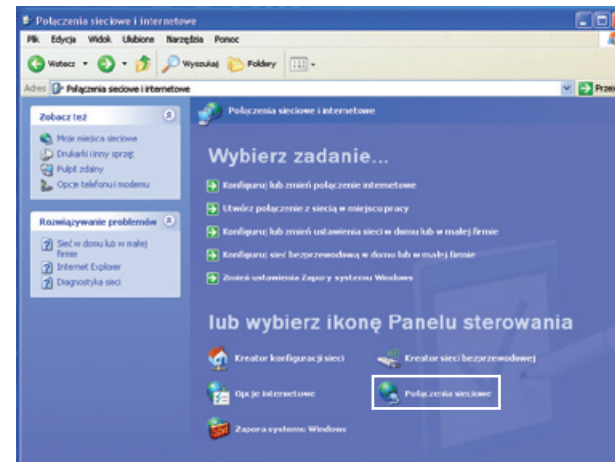 Połączenia sieciowe i internetowe
Plik Edycja Widok Ulubione Narzędzia Pomoc
Wstecz Wyszukaj Foldery
Adres Połączenia sieciowe i internetowe Przejdź
Zobacz też
Moje miejsca sieciowe
Drukarki i inny sprzęt
Pulpit zdalny
Opcje telefonu i modemu
Rozwiązywanie problemów
Sieć w domu lub w małej
firmie
Internet Explorer
Diagnostyka sieci
Połączenia sieciowe i internetowe
Wybierz zadanie...
Konfiguruj lub zmień połączenie internetowe
Utwórz połączenie z siecią w miejscu pracy
Konfiguruj lub zmień ustawienia sieci w domu lub w małej firmie
Konfiguruj sieć bezprzewodową w domu lub w małej firmie
Zmień ustawienia Zapory systemu Windows
lub wybierz ikonę Panelu sterowania
Kreator konfiguracji sieci
Kreator sieci bezprzewodowej
Opcje internetowe
Połączenia sieciowe
Zapora systemu Windows